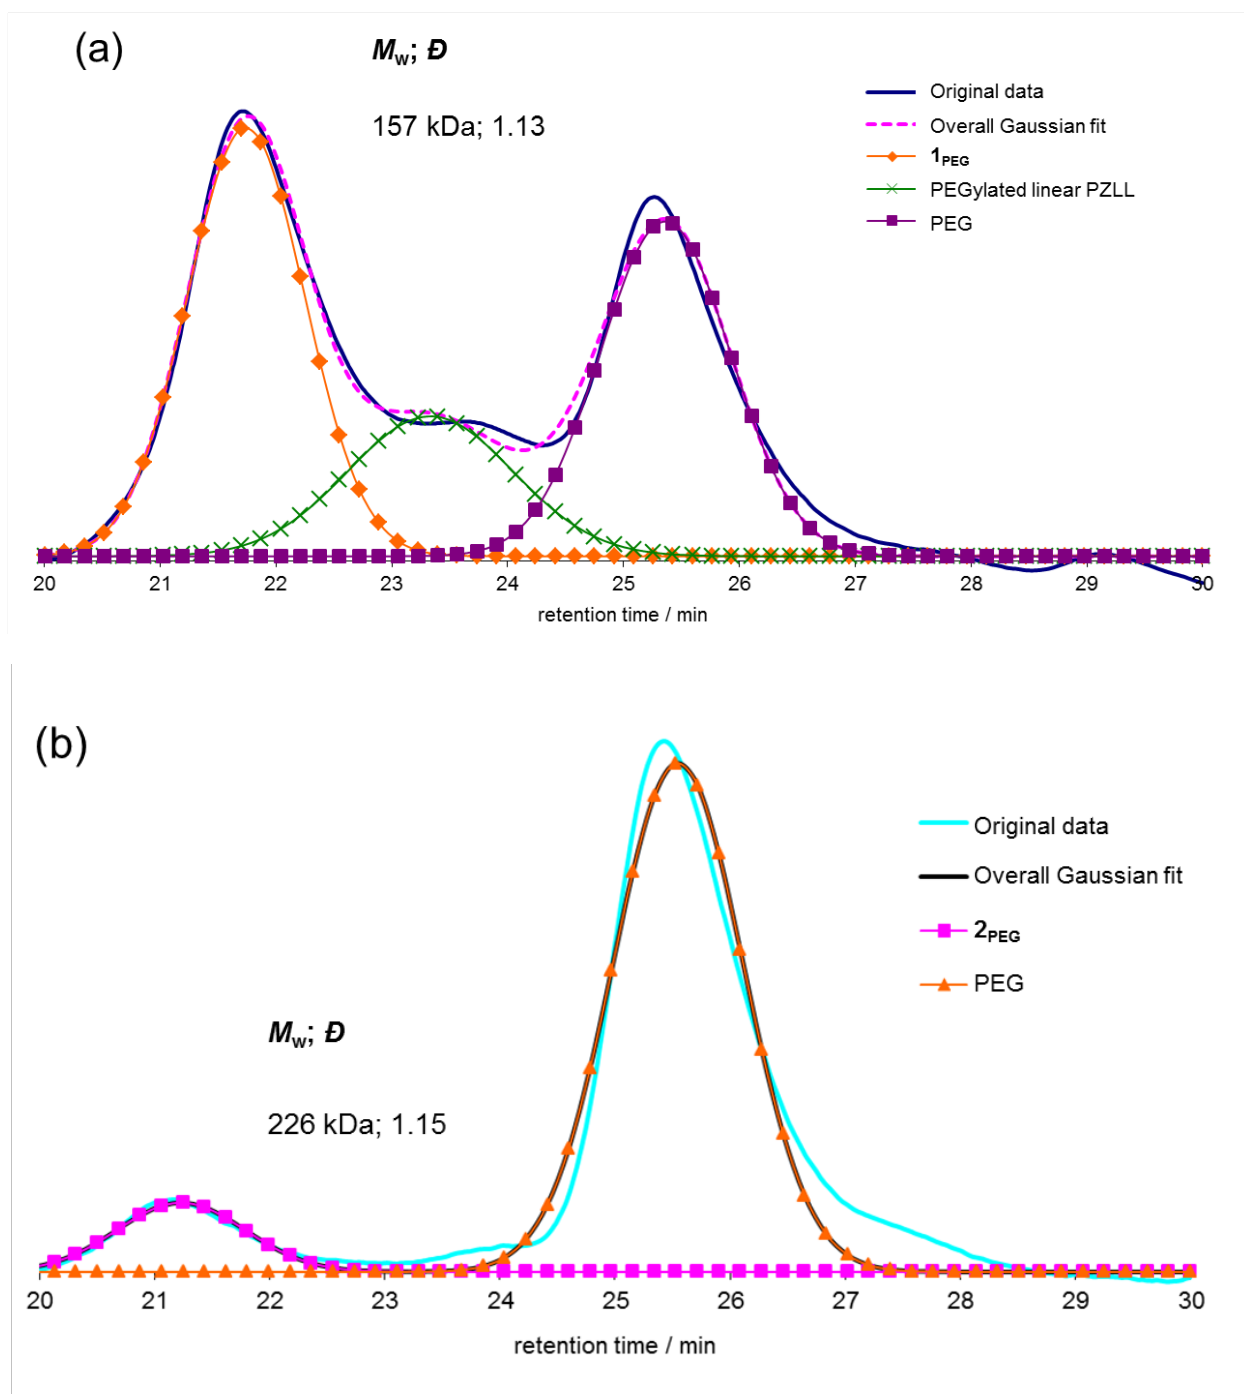 (a)
Mw; Đ
157 kDa; 1.13
Original data
Overall Gaussian fit
1PEG
PEGylated linear PZLL
PEG
20 21 22 23 24 25 26 27 28 29 30
retention time / min
(b)
Original data
Overall Gaussian fit
2PEG
PEG
Mw; Đ
226 kDa; 1.15
20 21 22 23 24 25 26 27 28 29 30
retention time / min